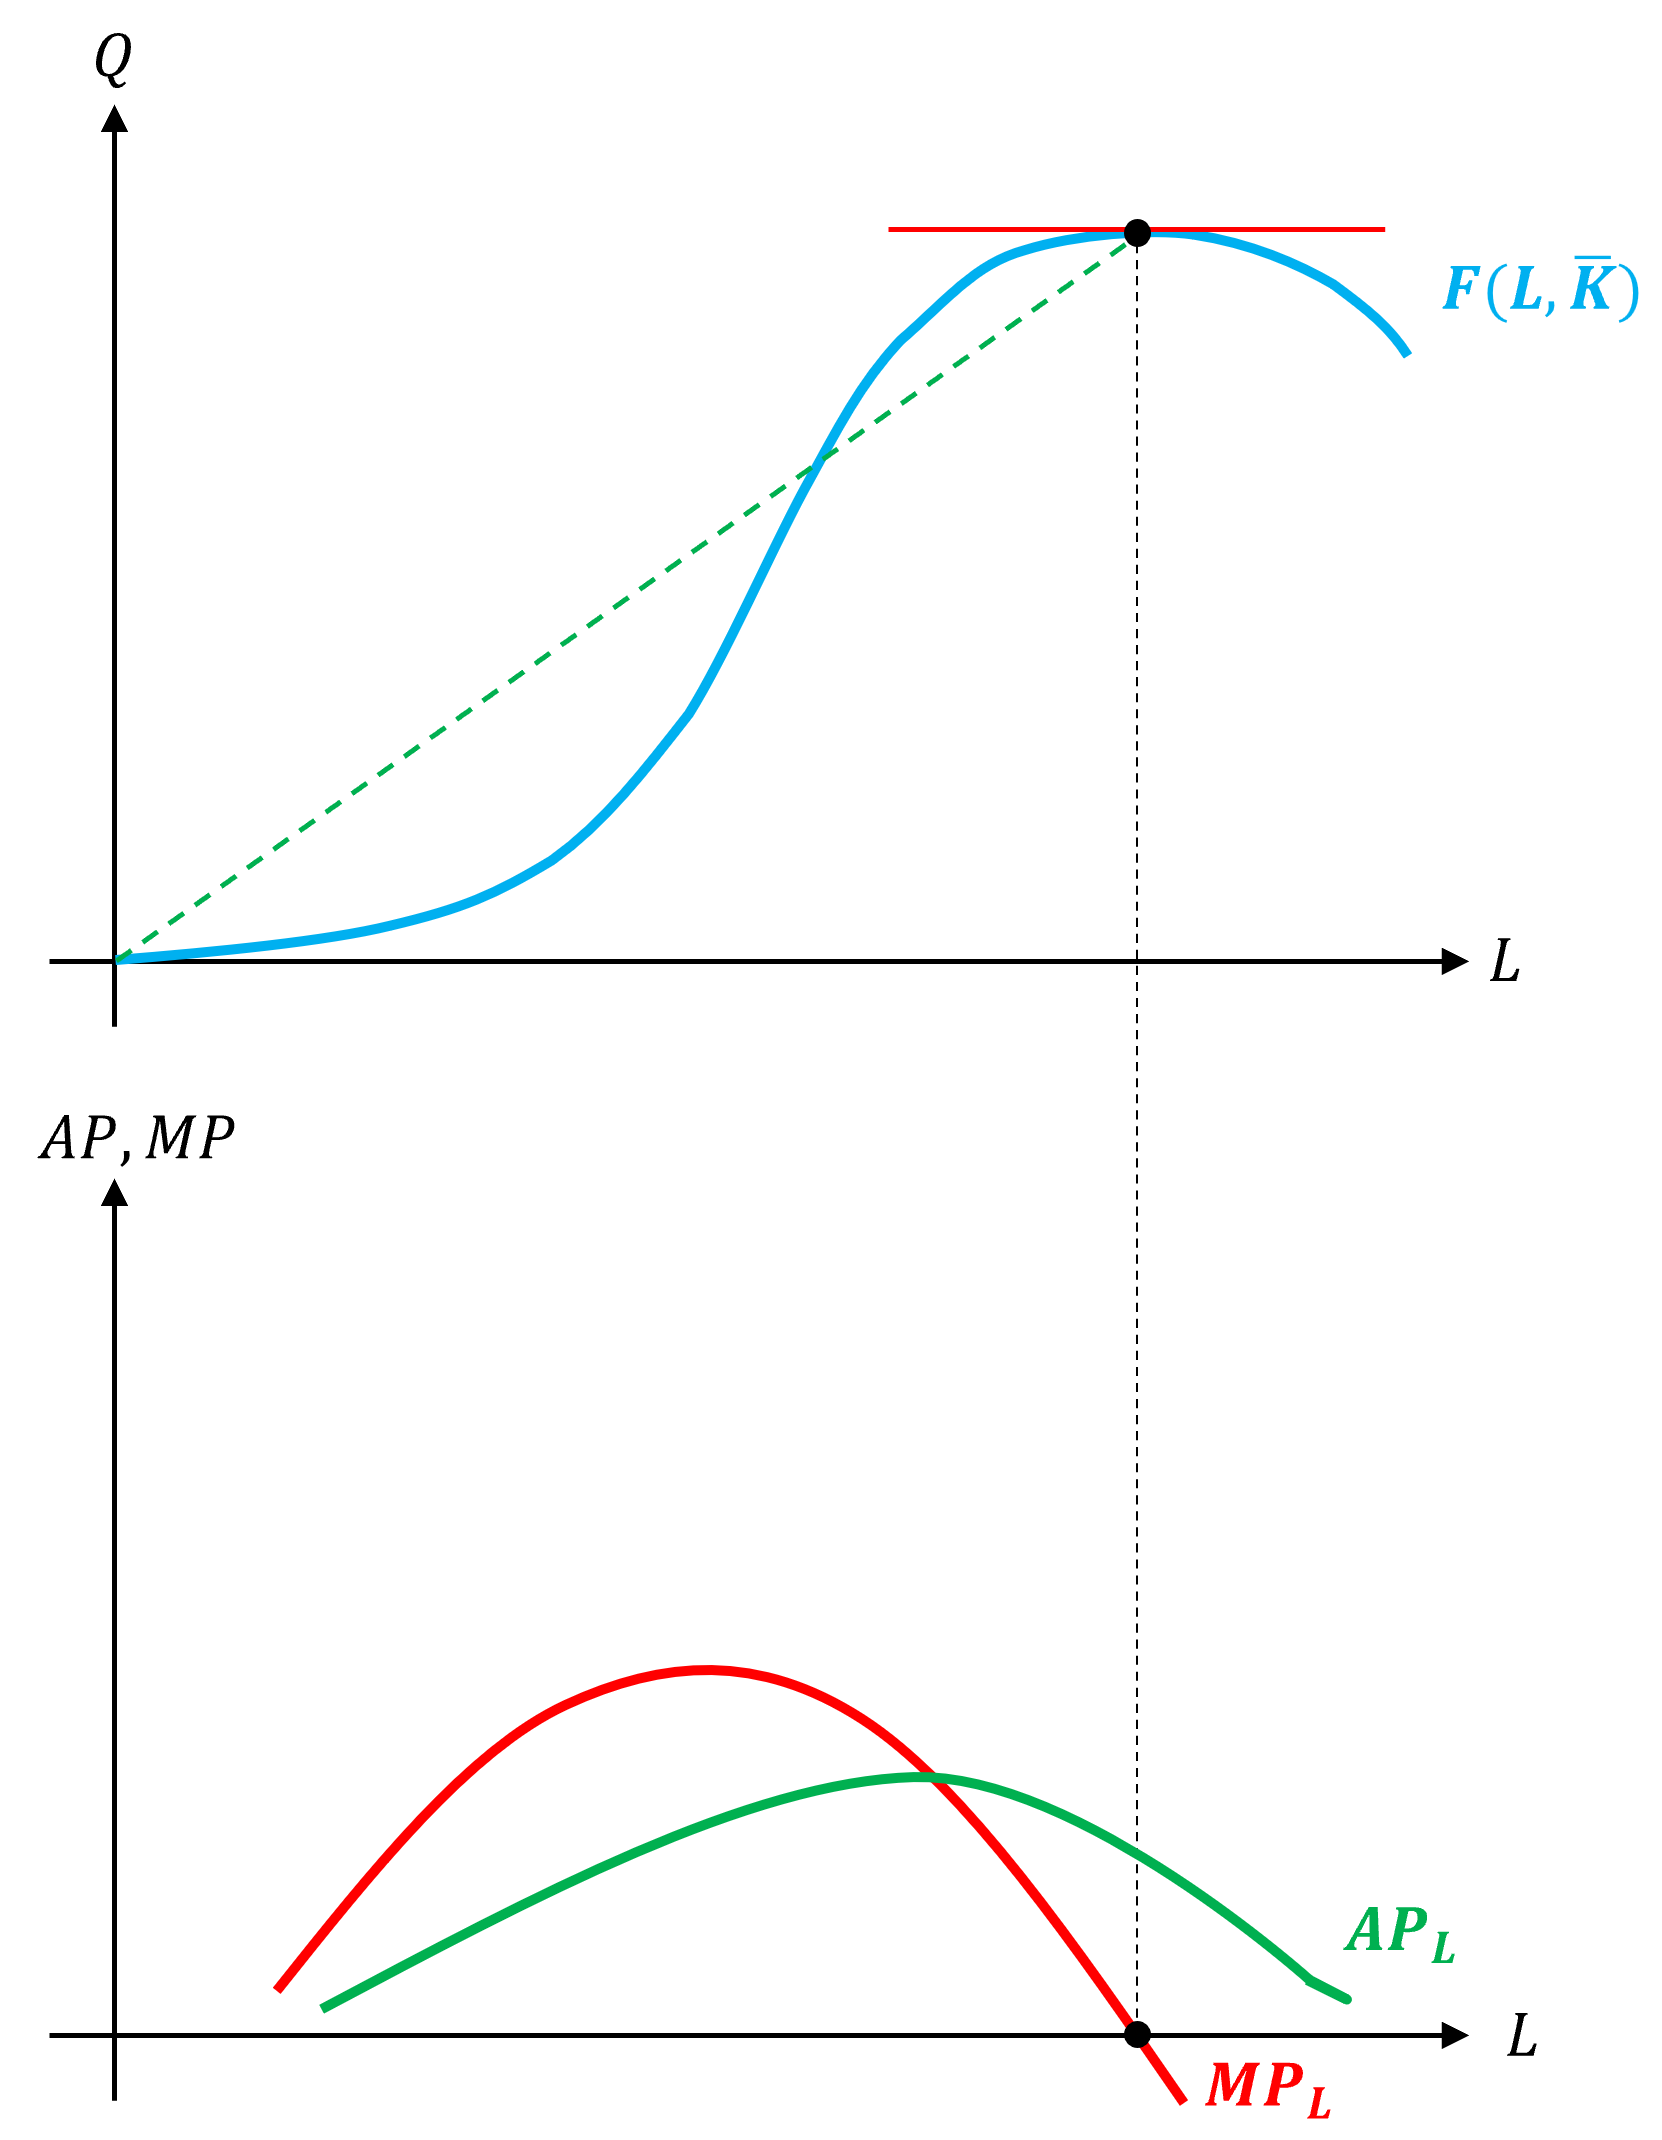 Q
F(L, K̅)
L
AP, MP
AP_L
L
MP_L